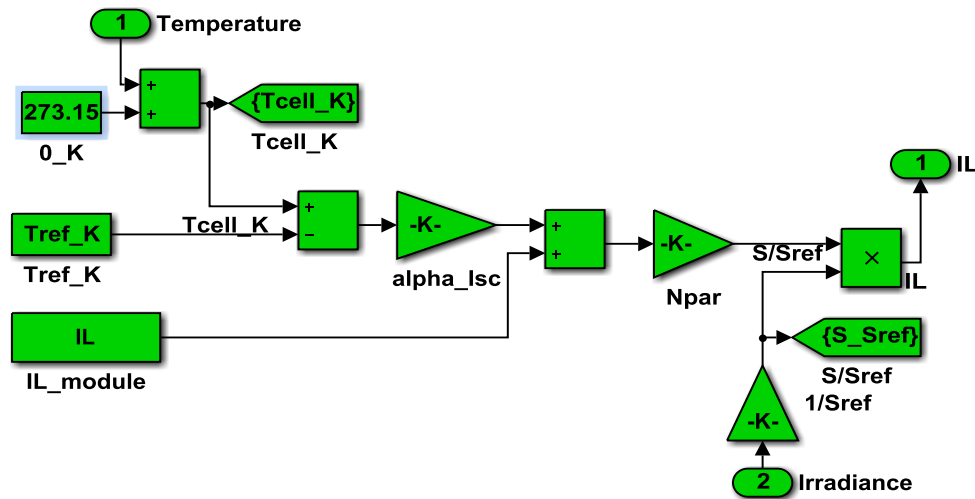 1 Temperature
273.15
0_K
+
+
{Tcell_K}
Tcell_K
1
IL
Tref_K
Tref_K
Tcell_K
+
−
-K-
alpha_Isc
+
+
-K-
Npar
S/Sref
×
IL
IL
IL_module
{S_Sref}
S/Sref
1/Sref
-K-
2 Irradiance